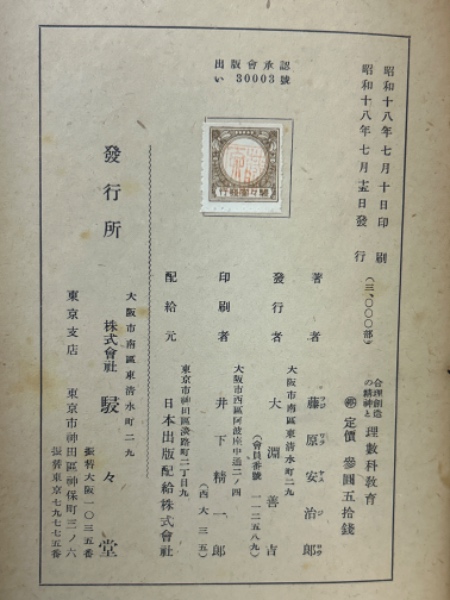 出版會承認
い 30003 號
昭和十八年七月十日印刷
昭和十八年七月十五日發行
(三、〇〇〇部)
合理創造の精神と 理數科教育
定價 參圓五拾錢
著者 藤原安治郎
大阪市南區東清水町二九
發行者 大淵善吉
(會員番號 一一二五八九)
大阪市西區阿波座中通二ノ四
印刷者 井下精一郎
(西大三五)
東京市神田區淡路町二丁目九
配給元 日本出版配給株式會社
駸々堂發行
大阪市南區東清水町二九
發行所 株式會社 駸々堂
振替大阪一〇三五番
東京支店 東京市神田區神保町三ノ六
振替東京七九七七五番